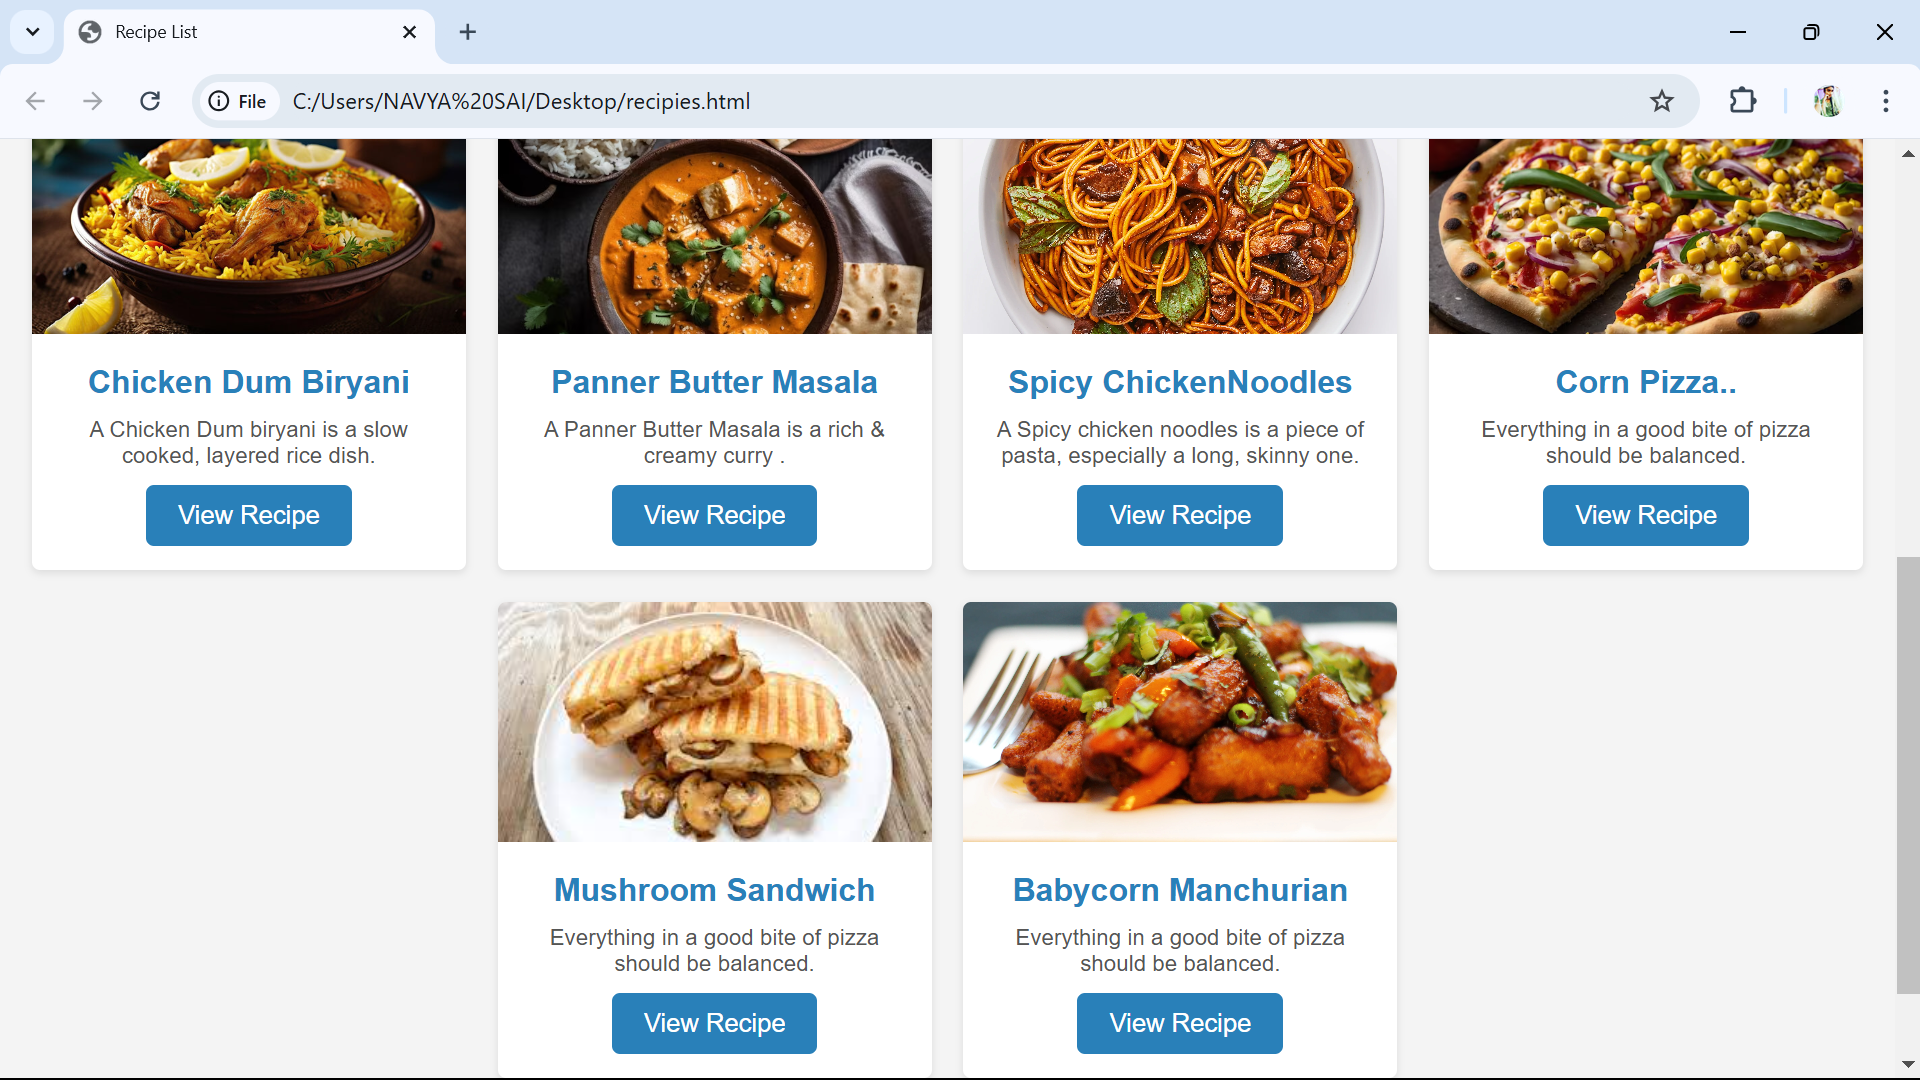 Recipe List
File
C:/Users/NAVYA%20SAI/Desktop/recipies.html
Chicken Dum Biryani
A Chicken Dum biryani is a slow
cooked, layered rice dish.
View Recipe
Panner Butter Masala
A Panner Butter Masala is a rich &
creamy curry .
View Recipe
Spicy ChickenNoodles
A Spicy chicken noodles is a piece of
pasta, especially a long, skinny one.
View Recipe
Corn Pizza..
Everything in a good bite of pizza
should be balanced.
View Recipe
Mushroom Sandwich
Everything in a good bite of pizza
should be balanced.
View Recipe
Babycorn Manchurian
Everything in a good bite of pizza
should be balanced.
View Recipe